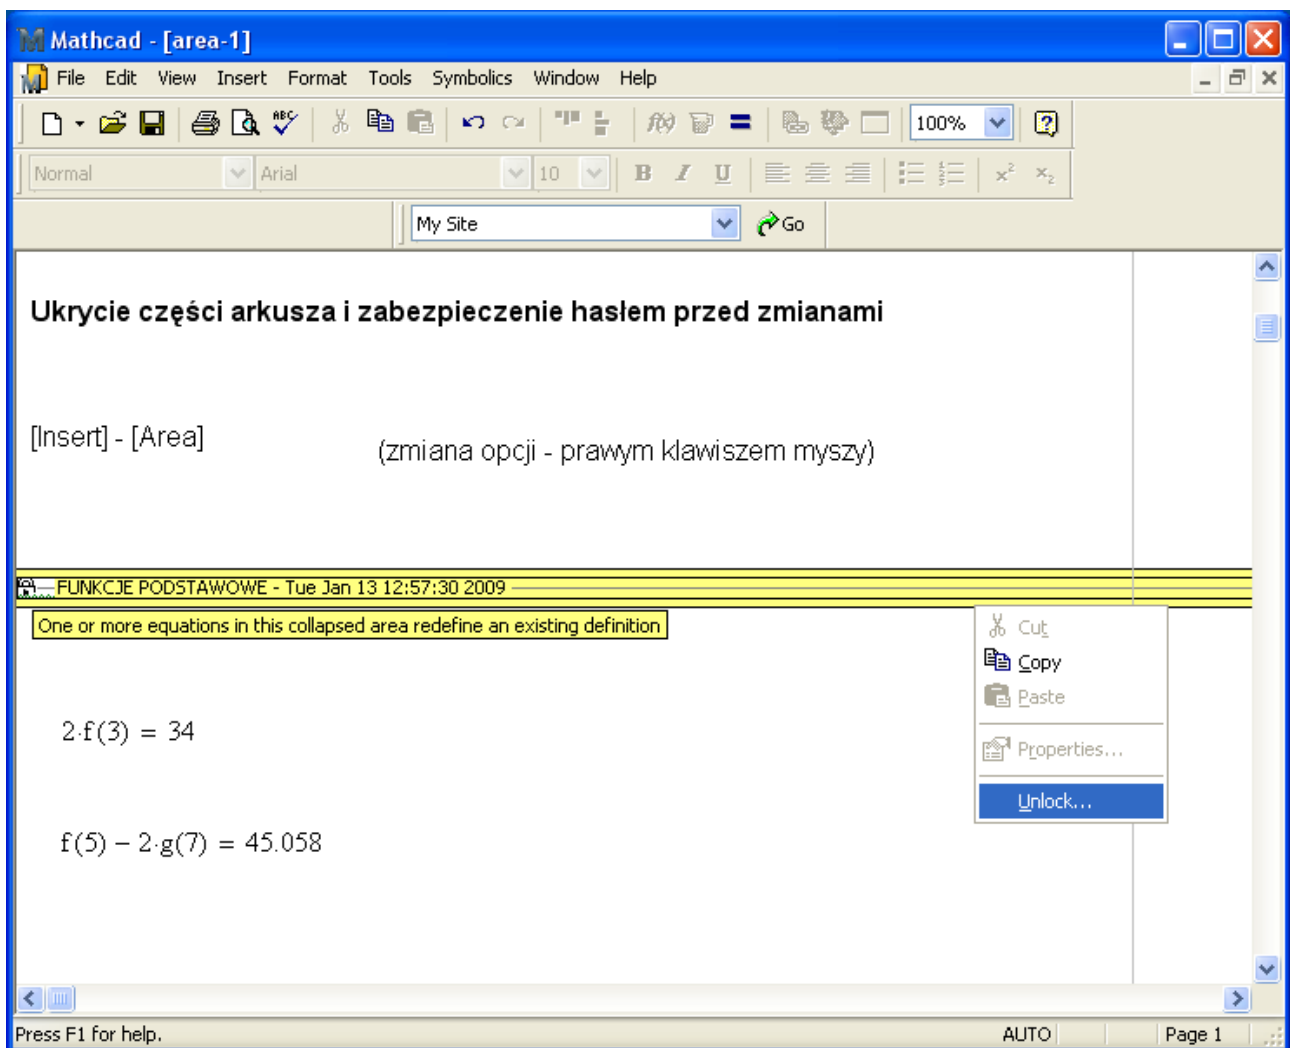 Mathcad - [area-1]
File Edit View Insert Format Tools Symbolics Window Help
ABC f(x) 100% ?
Normal Arial 10 B I U x² x₂
My Site Go
Ukrycie części arkusza i zabezpieczenie hasłem przed zmianami
[Insert] - [Area]
(zmiana opcji - prawym klawiszem myszy)
FUNKCJE PODSTAWOWE - Tue Jan 13 12:57:30 2009
One or more equations in this collapsed area redefine an existing definition
Cut
Copy
Paste
Properties...
Unlock...
2·f(3) = 34
f(5) − 2·g(7) = 45.058
Press F1 for help. AUTO Page 1